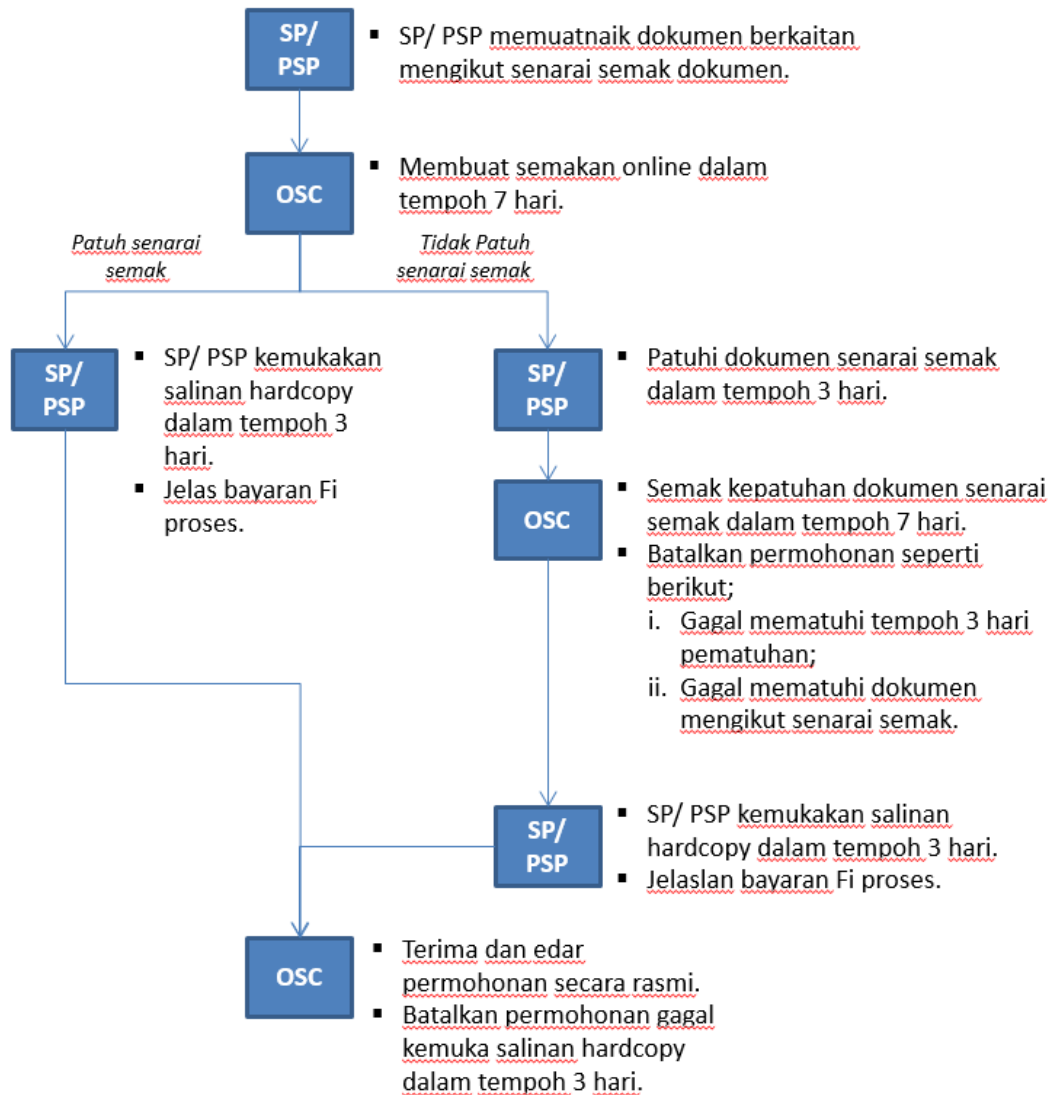 SP/
PSP
▪ SP/ PSP memuatnaik dokumen berkaitan
mengikut senarai semak dokumen.
OSC
▪ Membuat semakan online dalam
tempoh 7 hari.
Patuh senarai
semak
Tidak Patuh
senarai semak
SP/
PSP
▪ SP/ PSP kemukakan
salinan hardcopy
dalam tempoh 3
hari.
▪ Jelas bayaran Fi
proses.
SP/
PSP
▪ Patuhi dokumen senarai semak
dalam tempoh 3 hari.
OSC
▪ Semak kepatuhan dokumen senarai
semak dalam tempoh 7 hari.
▪ Batalkan permohonan seperti
berikut;
i. Gagal mematuhi tempoh 3 hari
pematuhan;
ii. Gagal mematuhi dokumen
mengikut senarai semak.
SP/
PSP
▪ SP/ PSP kemukakan salinan
hardcopy dalam tempoh 3 hari.
▪ Jelaslan bayaran Fi proses.
OSC
▪ Terima dan edar
permohonan secara rasmi.
▪ Batalkan permohonan gagal
kemuka salinan hardcopy
dalam tempoh 3 hari.